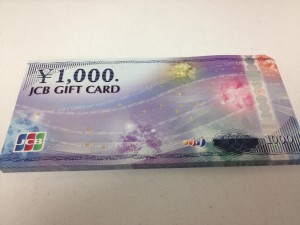 ¥1,000.
JCB GIFT CARD
JCB